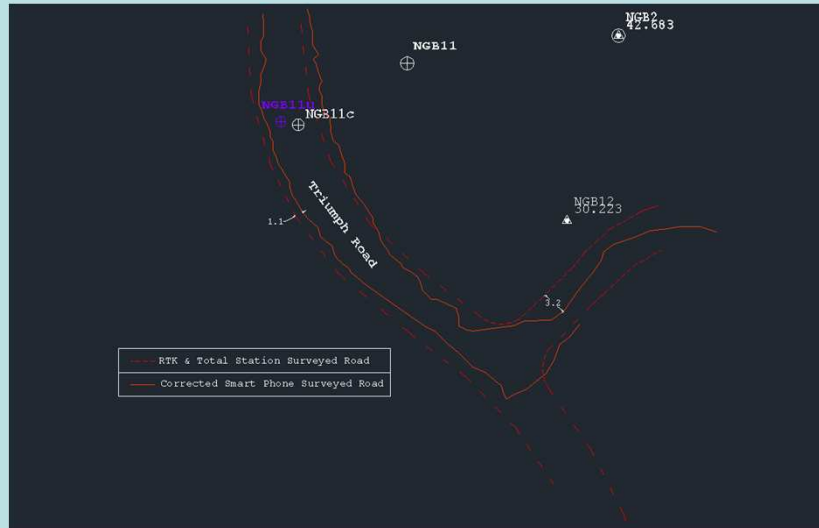 NGB2
42.683
NGB11
NGB11u
NGB11c
Triumph Road
NGB12
30.223
1.1
3.2
RTK & Total Station Surveyed Road
Corrected Smart Phone Surveyed Road